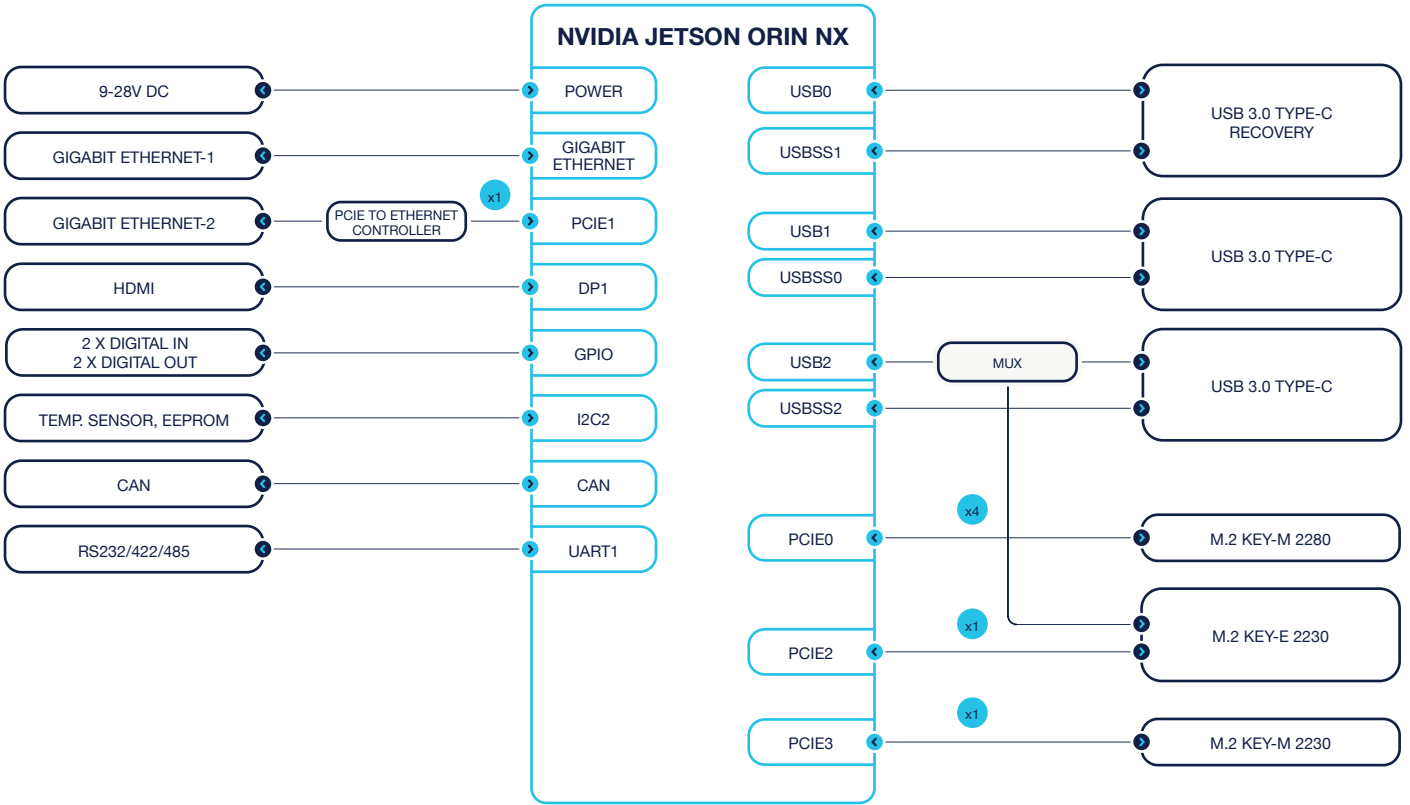 NVIDIA JETSON ORIN NX
9-28V DC
POWER
GIGABIT ETHERNET-1
GIGABIT
ETHERNET
GIGABIT ETHERNET-2
PCIE TO ETHERNET
CONTROLLER
x1
PCIE1
HDMI
DP1
2 X DIGITAL IN
2 X DIGITAL OUT
GPIO
TEMP. SENSOR, EEPROM
I2C2
CAN
CAN
RS232/422/485
UART1
USB0
USBSS1
USB 3.0 TYPE-C
RECOVERY
USB1
USBSS0
USB 3.0 TYPE-C
USB2
MUX
USBSS2
USB 3.0 TYPE-C
PCIE0
x4
M.2 KEY-M 2280
PCIE2
x1
M.2 KEY-E 2230
PCIE3
x1
M.2 KEY-M 2230